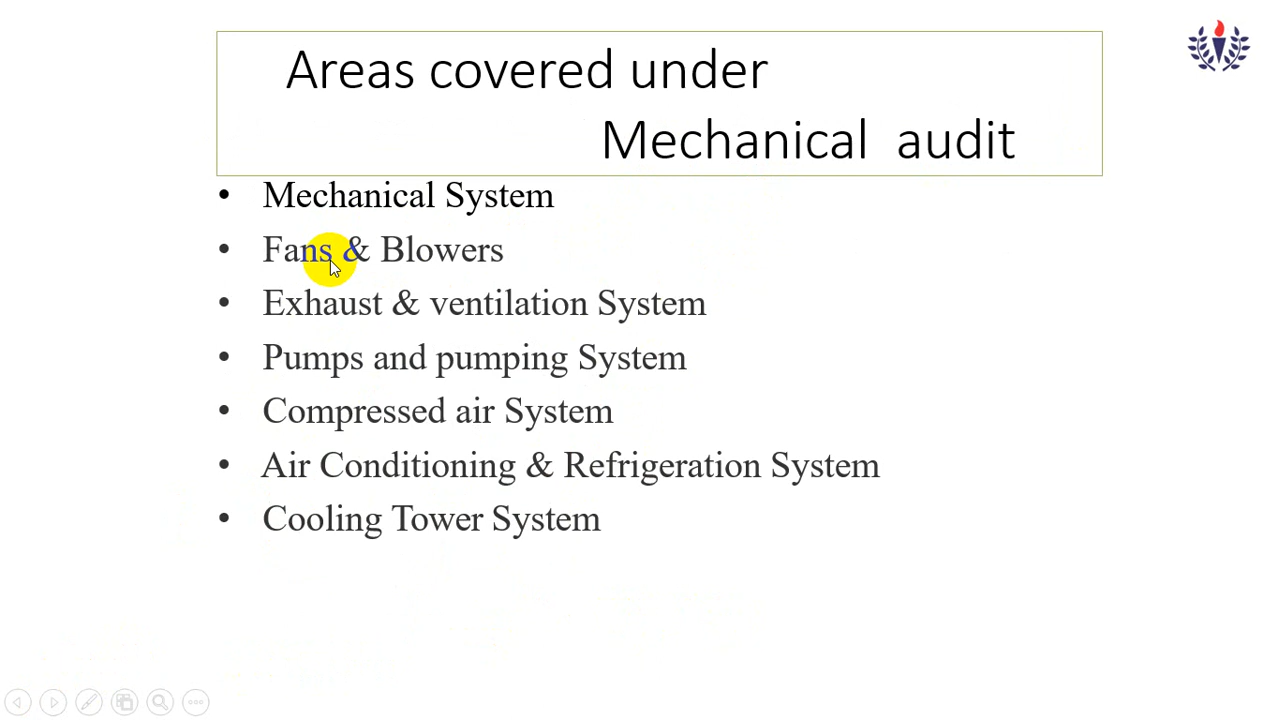 Areas covered under
Mechanical audit
• Mechanical System
• Fans & Blowers
• Exhaust & ventilation System
• Pumps and pumping System
• Compressed air System
• Air Conditioning & Refrigeration System
• Cooling Tower System